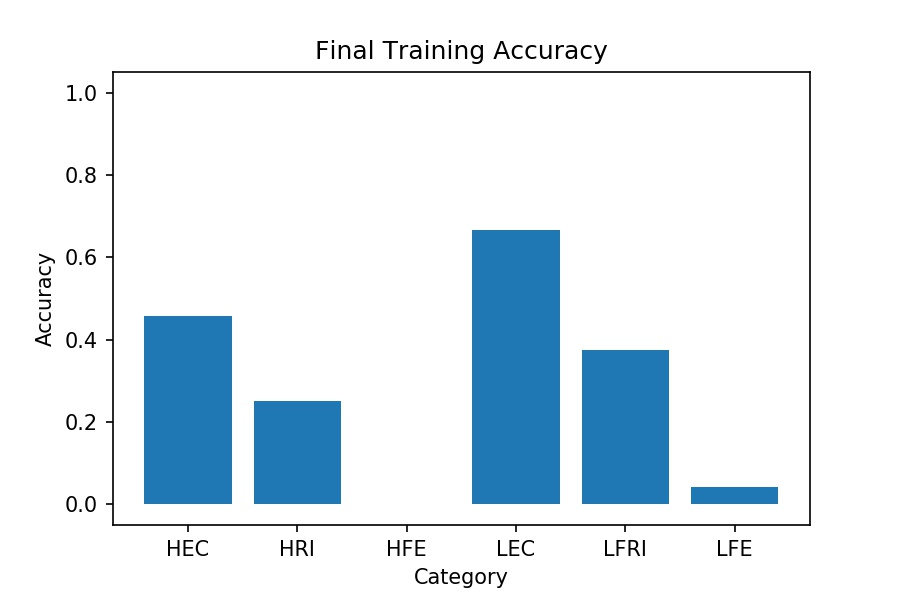 Final Training Accuracy
1.0
0.8
0.6
0.4
0.2
0.0
Accuracy
HEC HRI HFE LEC LFRI LFE
Category